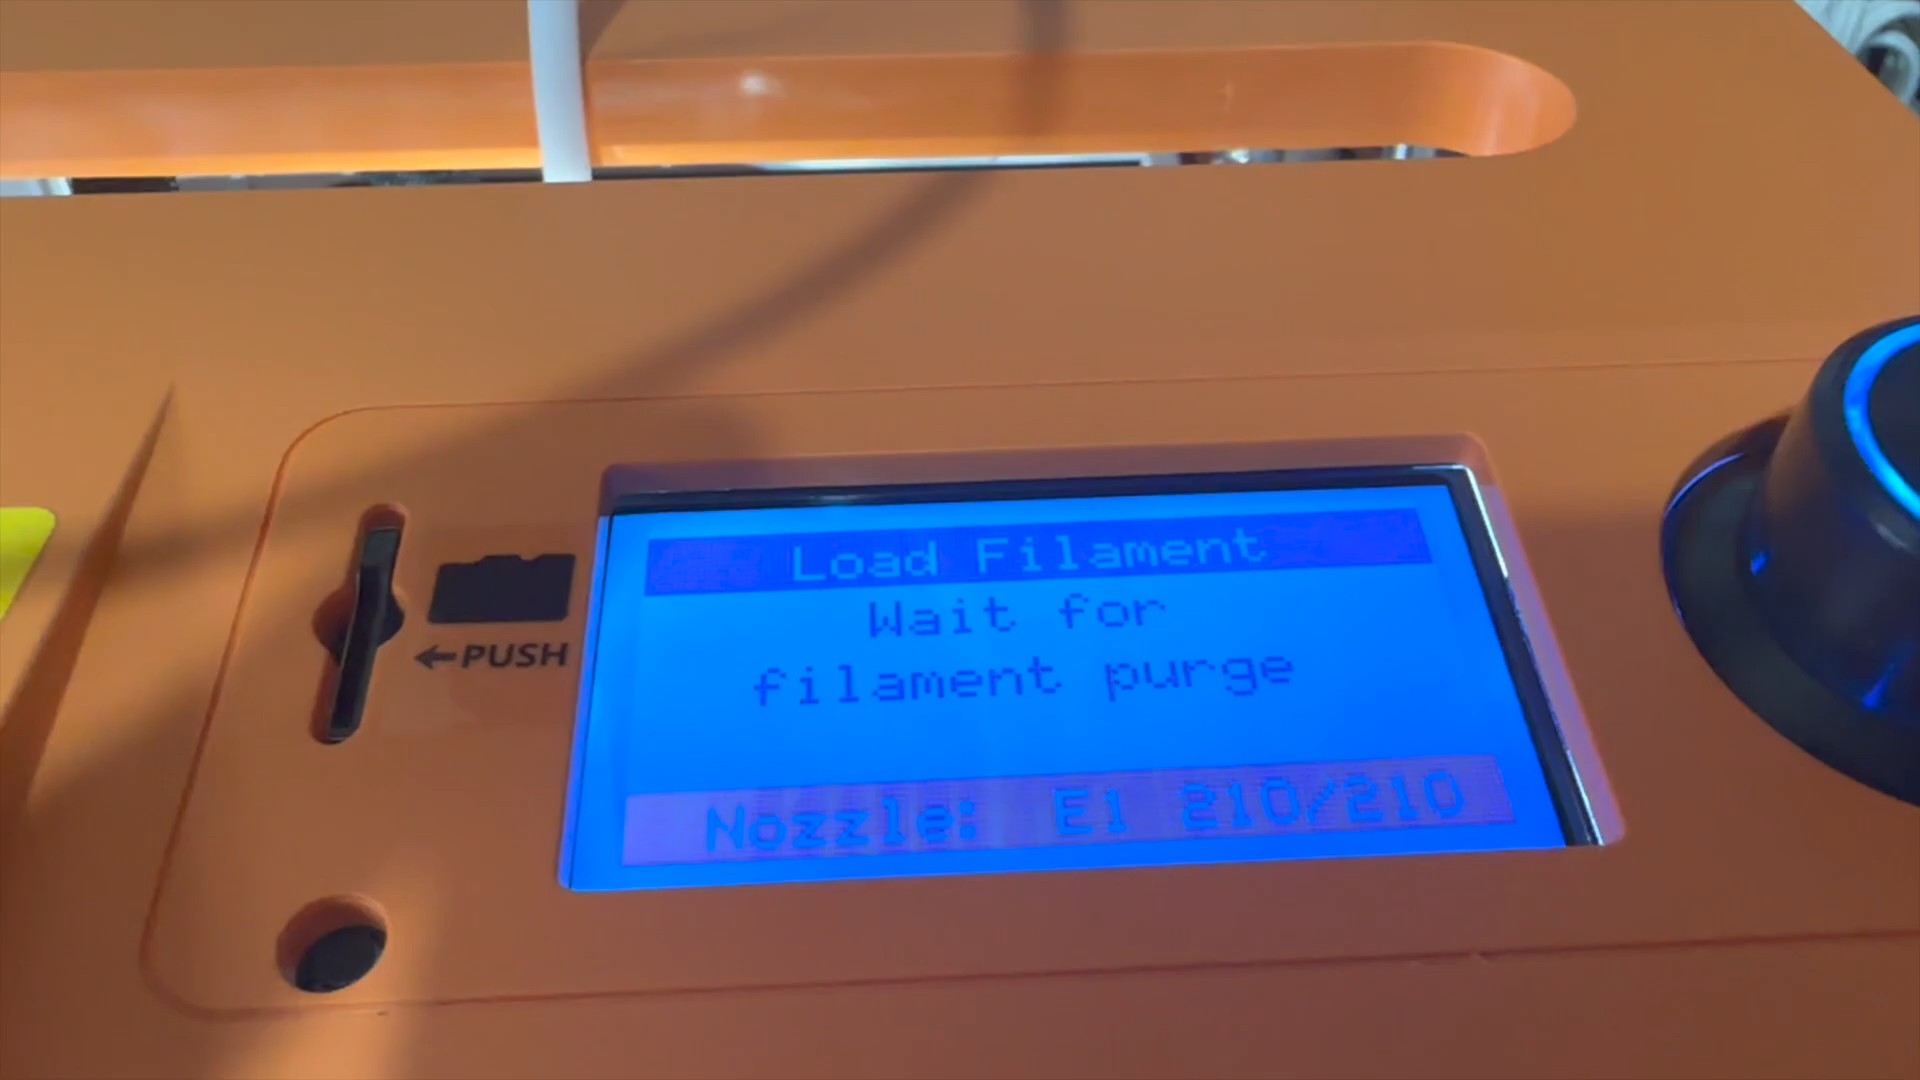 Load Filament
Wait for
filament purge
←PUSH
Nozzle: E1 210/210